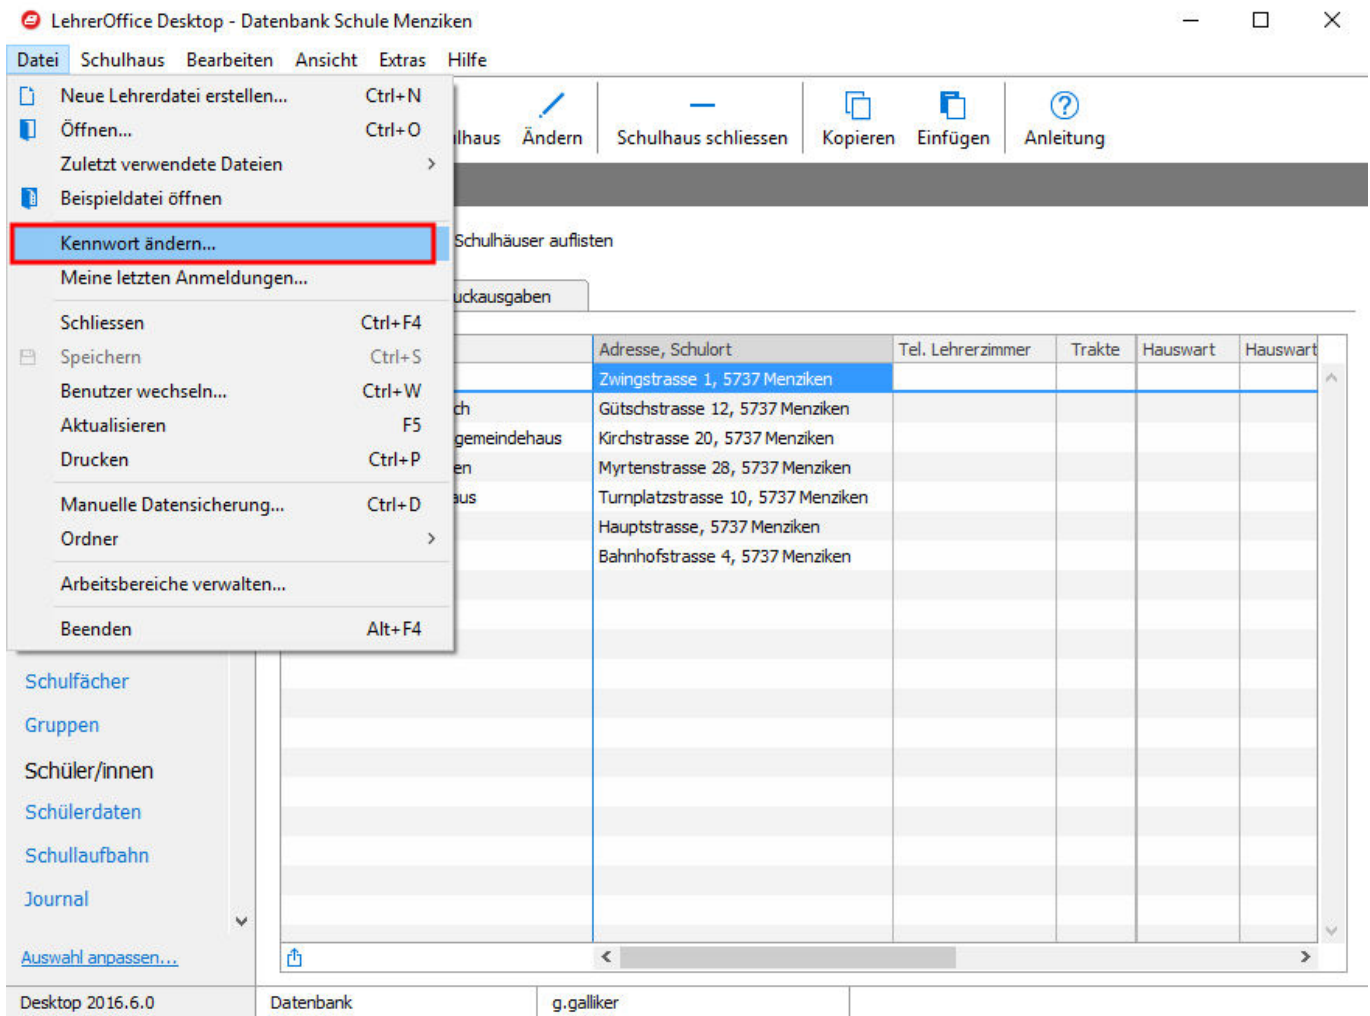 LehrerOffice Desktop - Datenbank Schule Menziken
Datei Schulhaus Bearbeiten Ansicht Extras Hilfe
Neue Lehrerdatei erstellen... Ctrl+N
Öffnen... Ctrl+O
Zuletzt verwendete Dateien
Beispieldatei öffnen
Kennwort ändern...
Meine letzten Anmeldungen...
Schliessen Ctrl+F4
Speichern Ctrl+S
Benutzer wechseln... Ctrl+W
Aktualisieren F5
Drucken Ctrl+P
Manuelle Datensicherung... Ctrl+D
Ordner
Arbeitsbereiche verwalten...
Beenden Alt+F4
lhaus Ändern Schulhaus schliessen Kopieren Einfügen Anleitung
Schulhäuser auflisten
uckausgaben
Adresse, Schulort Tel. Lehrerzimmer Trakte Hauswart Hauswart
Zwingstrasse 1, 5737 Menziken
ch Gütschstrasse 12, 5737 Menziken
gemeindehaus Kirchstrasse 20, 5737 Menziken
en Myrtenstrasse 28, 5737 Menziken
aus Turnplatzstrasse 10, 5737 Menziken
Hauptstrasse, 5737 Menziken
Bahnhofstrasse 4, 5737 Menziken
Schulfächer
Gruppen
Schüler/innen
Schülerdaten
Schullaufbahn
Journal
Auswahl anpassen...
Desktop 2016.6.0 Datenbank g.galliker